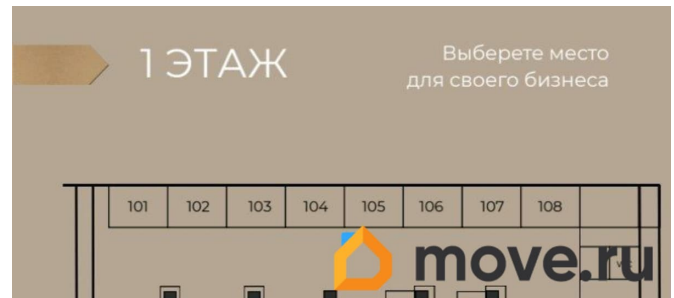 1 ЭТАЖ
Выберете место
для своего бизнеса
101 102 103 104 105 106 107 108
move.ru